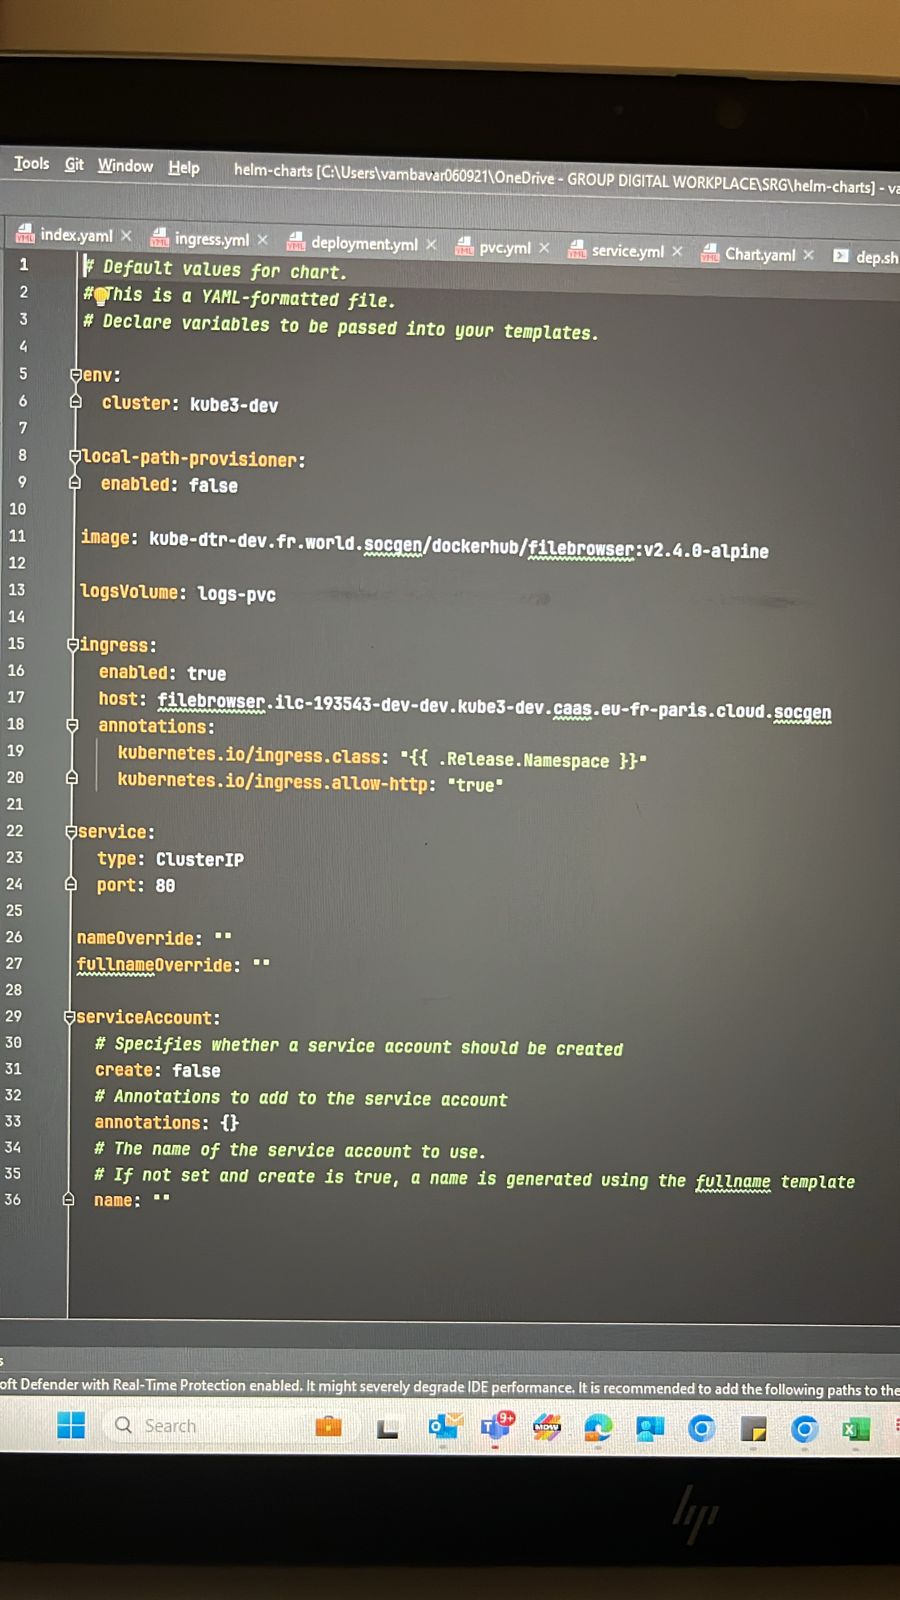 Tools Git Window Help helm-charts [C:\Users\vambavar060921\OneDrive - GROUP DIGITAL WORKPLACE\SRG\helm-charts] - va
index.yaml ingress.yml deployment.yml pvc.yml service.yml Chart.yaml dep.sh
1 # Default values for chart.
2 # This is a YAML-formatted file.
3 # Declare variables to be passed into your templates.
4
5 env:
6   cluster: kube3-dev
7
8 local-path-provisioner:
9   enabled: false
10
11 image: kube-dtr-dev.fr.world.socgen/dockerhub/filebrowser:v2.4.0-alpine
12
13 logsVolume: logs-pvc
14
15 ingress:
16   enabled: true
17   host: filebrowser.ilc-193543-dev-dev.kube3-dev.caas.eu-fr-paris.cloud.socgen
18   annotations:
19     kubernetes.io/ingress.class: "{{ .Release.Namespace }}"
20     kubernetes.io/ingress.allow-http: "true"
21
22 service:
23   type: ClusterIP
24   port: 80
25
26 nameOverride: ""
27 fullnameOverride: ""
28
29 serviceAccount:
30   # Specifies whether a service account should be created
31   create: false
32   # Annotations to add to the service account
33   annotations: {}
34   # The name of the service account to use.
35   # If not set and create is true, a name is generated using the fullname template
36   name: ""
s
oft Defender with Real-Time Protection enabled. It might severely degrade IDE performance. It is recommended to add the following paths to the
Search
9+
hp